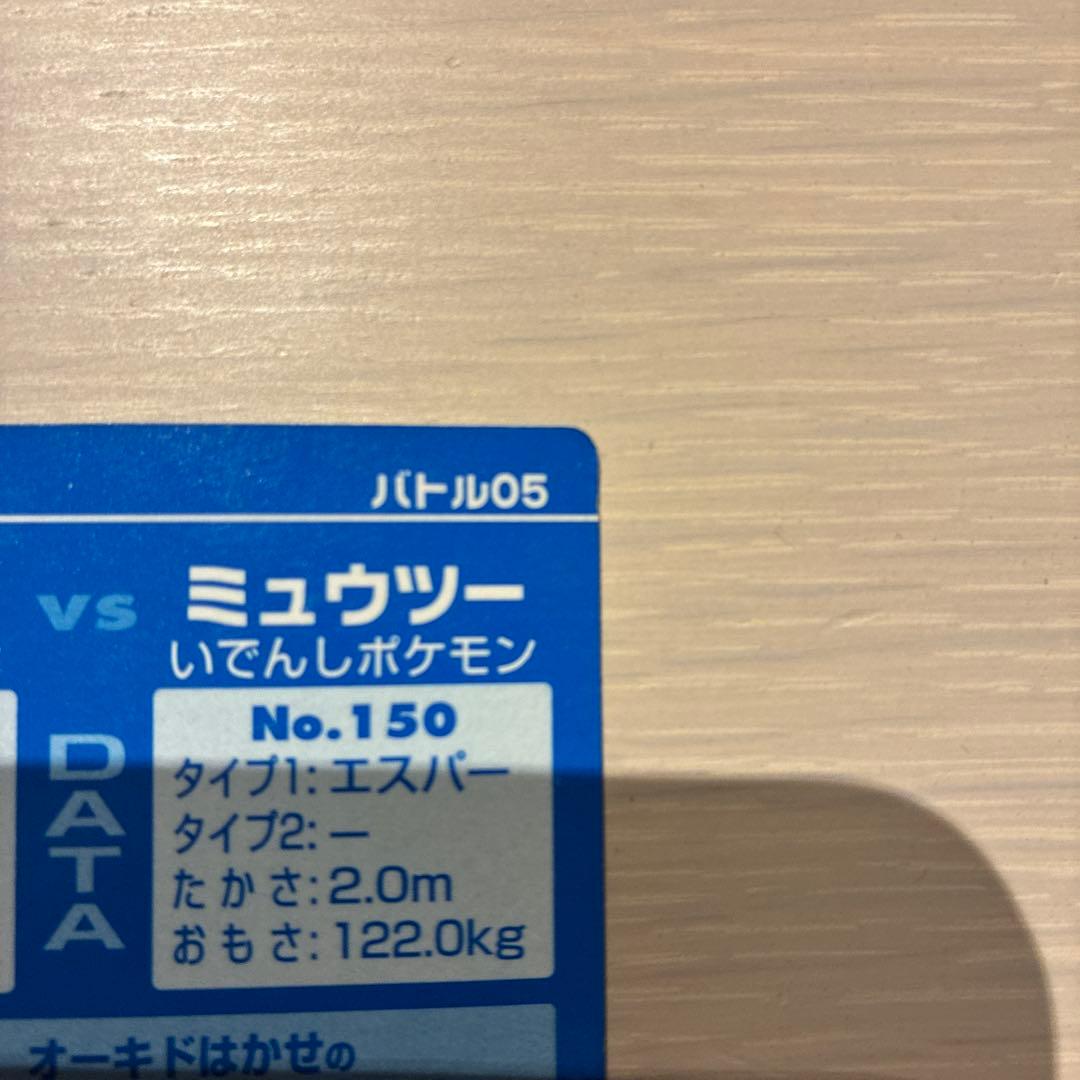 バトル05
vs ミュウツー
いでんしポケモン
DATA
No.150
タイプ1: エスパー
タイプ2: ー
たかさ: 2.0m
おもさ: 122.0kg
オーキドはかせの